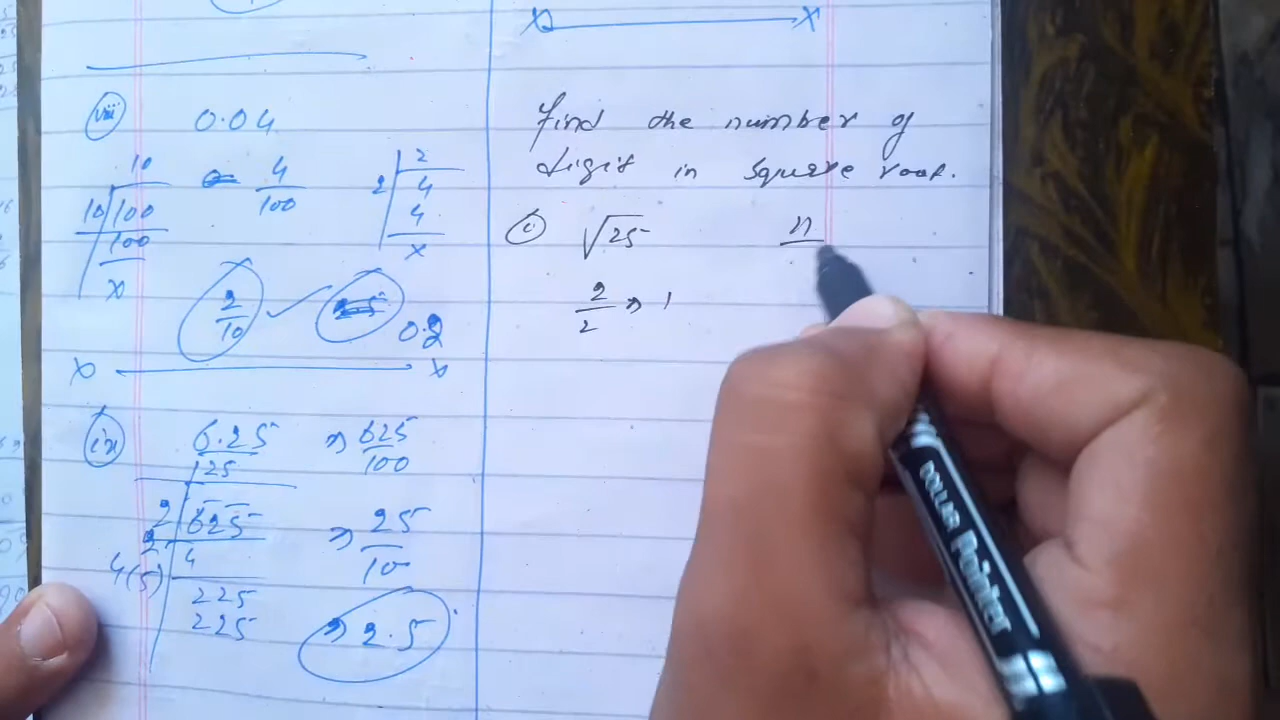 viii 0.04
10
10 100
100
x
4
100
2
2 4
4
x
2
10
0.2
x x
ix 6.25 ⇒ 625
100
25
2 625
2 4
4(5) 225
225
⇒ 25
10
⇒ 2.5
x x
Find the number of
digit in square root.
i √25
2
2 ⇒ 1
n
Pointer